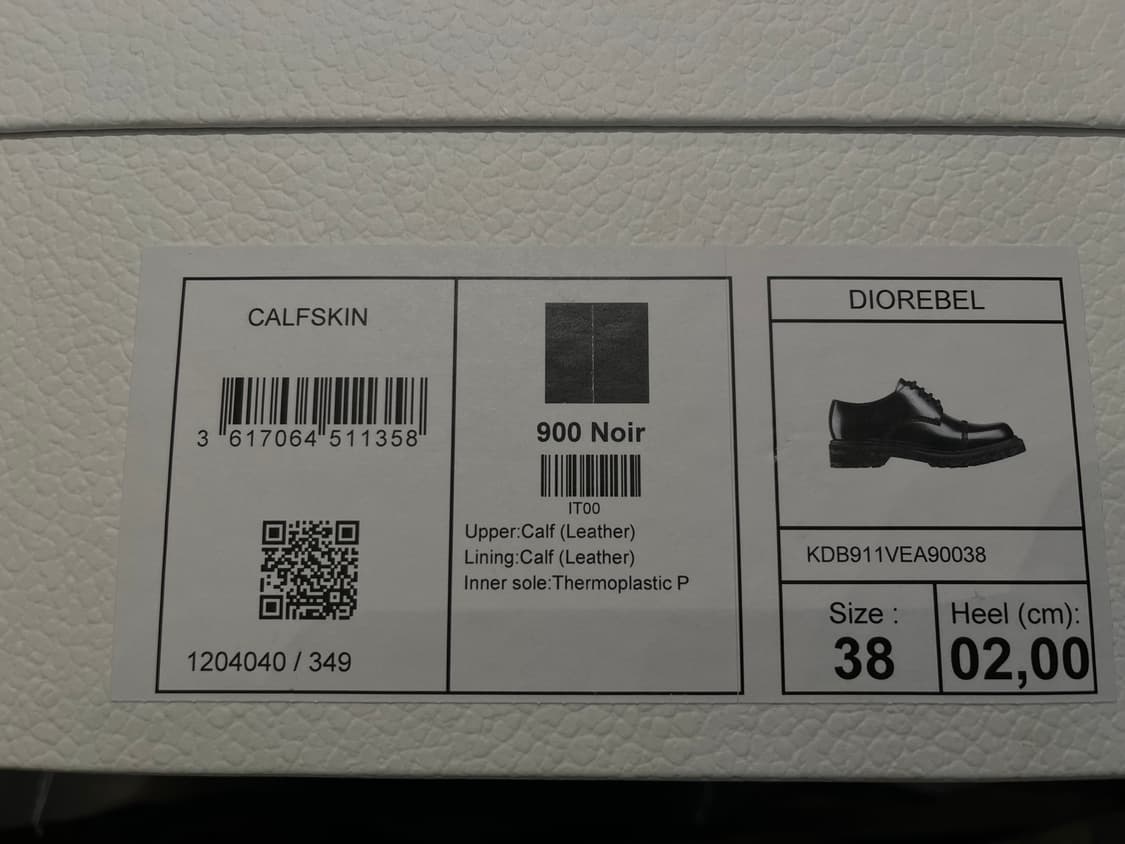 CALFSKIN
3 617064 511358
1204040 / 349
900 Noir
IT00
Upper:Calf (Leather)
Lining:Calf (Leather)
Inner sole:Thermoplastic P
DIOREBEL
KDB911VEA90038
Size :
38
Heel (cm):
02,00